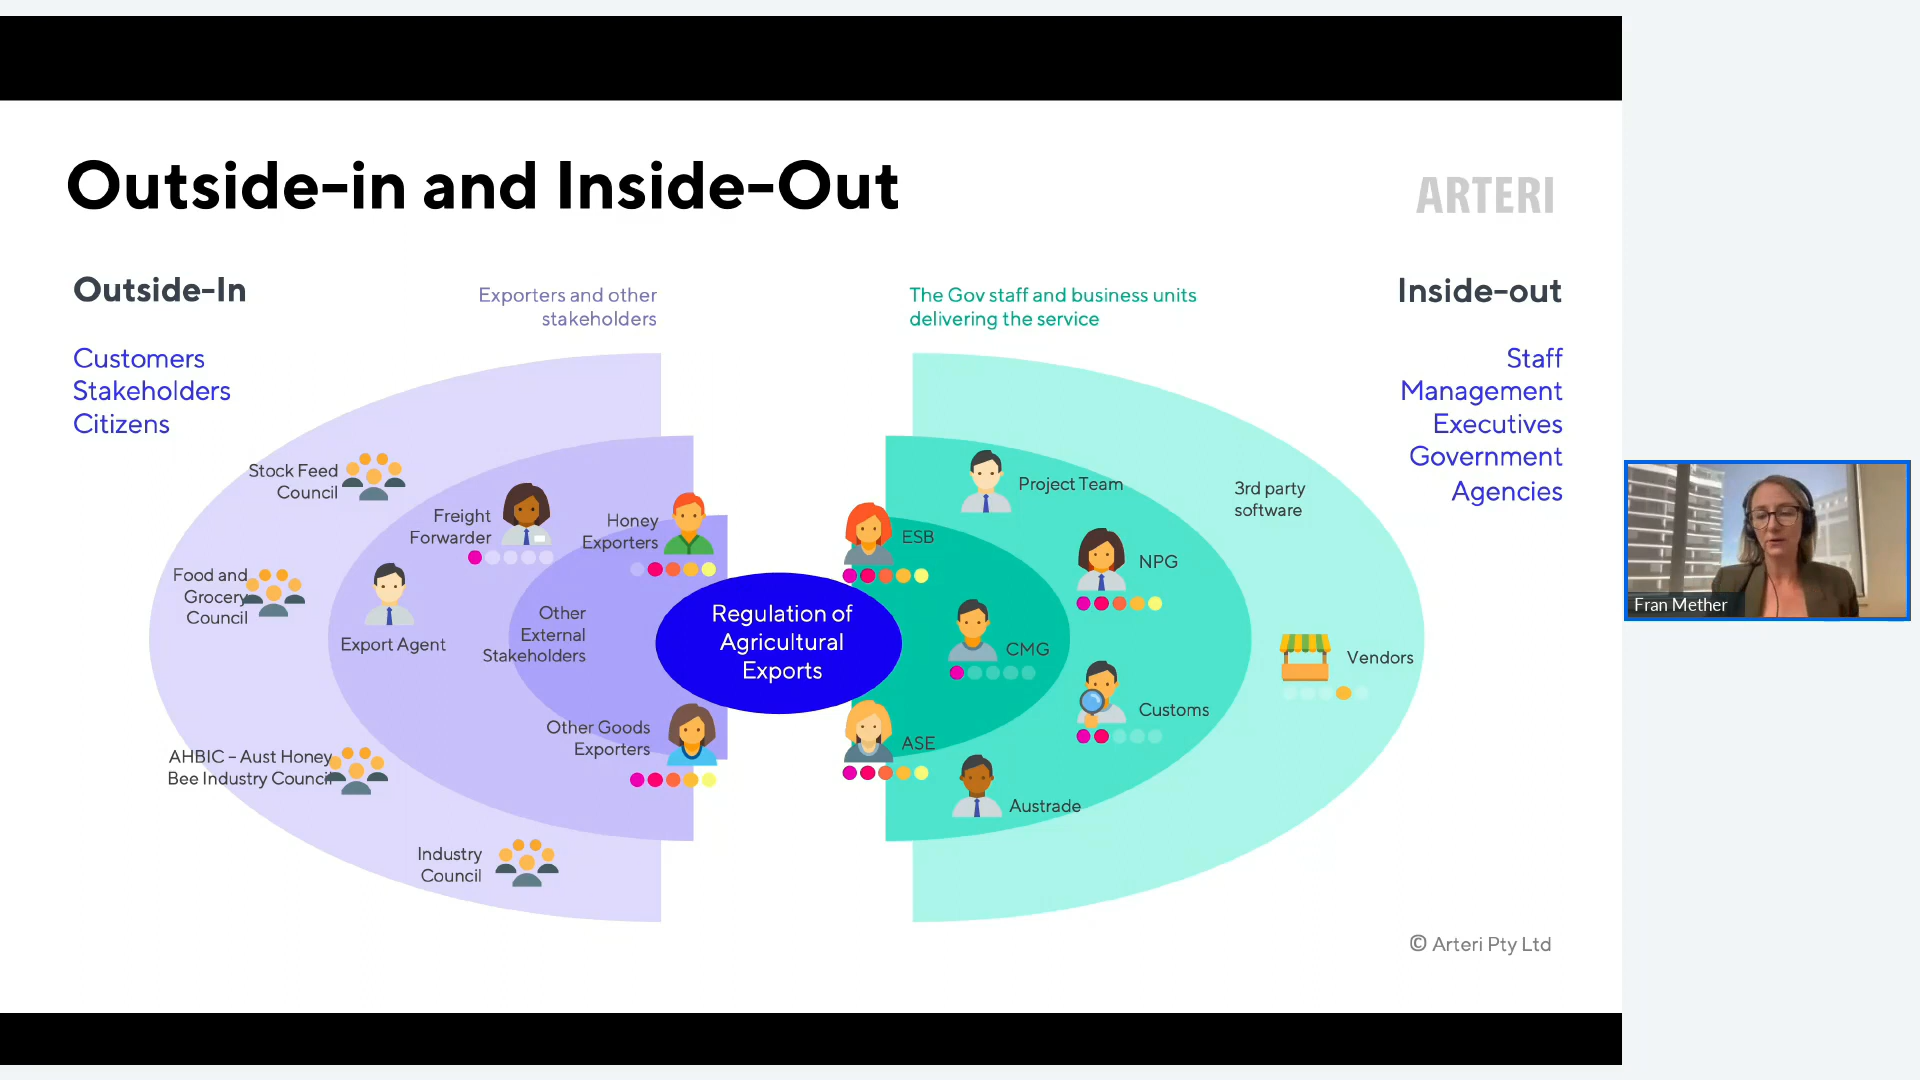 Outside-in and Inside-Out
ARTERI
Outside-In
Customers
Stakeholders
Citizens
Exporters and other
stakeholders
The Gov staff and business units
delivering the service
Inside-out
Staff
Management
Executives
Government
Agencies
Stock Feed
Council
Freight
Forwarder
Honey
Exporters
Food and
Grocery
Council
Export Agent
Other
External
Stakeholders
Other Goods
Exporters
AHBIC - Aust Honey
Bee Industry Council
Industry
Council
Regulation of
Agricultural
Exports
ESB
Project Team
3rd party
software
NPG
CMG
Vendors
Customs
ASE
Austrade
© Arteri Pty Ltd
Fran Mether